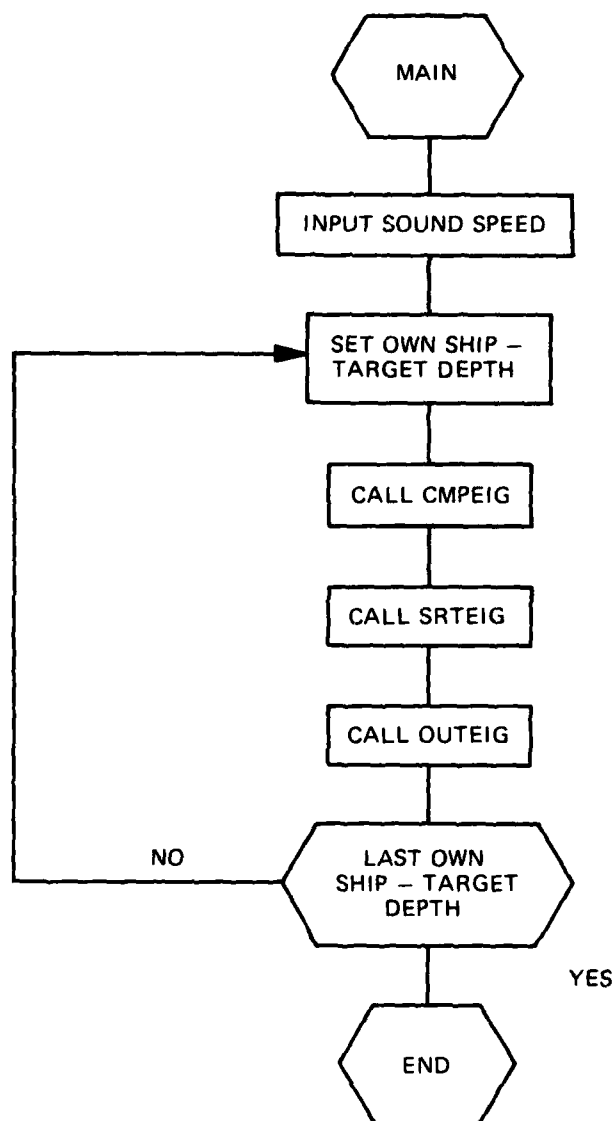 MAIN
INPUT SOUND SPEED
SET OWN SHIP –
TARGET DEPTH
CALL CMPEIG
CALL SRTEIG
CALL OUTEIG
NO
LAST OWN
SHIP – TARGET
DEPTH
YES
END